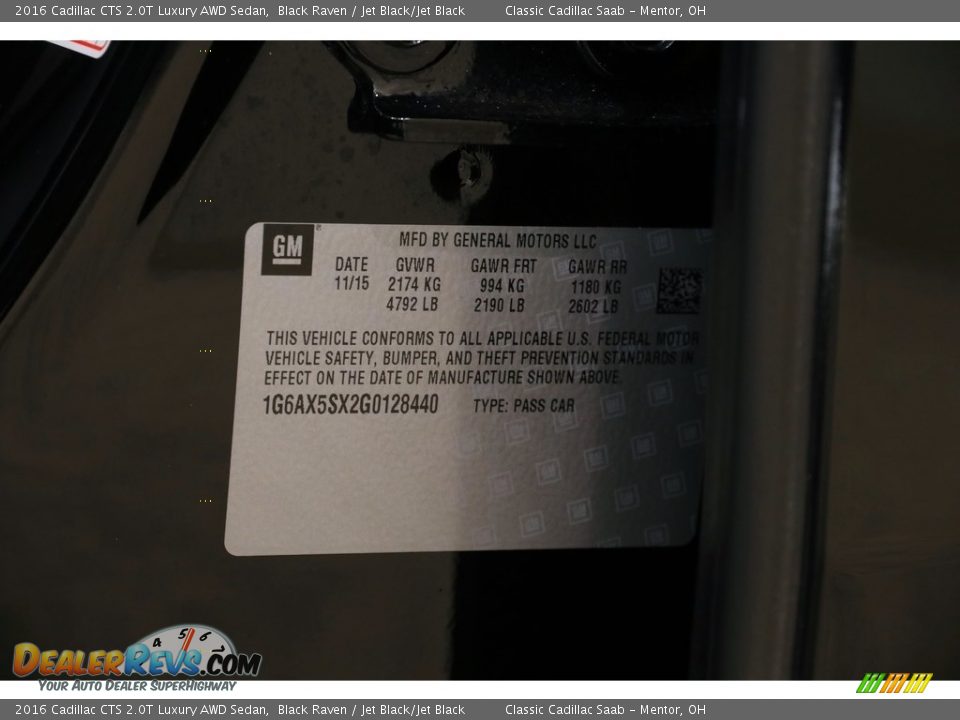 2016 Cadillac CTS 2.0T Luxury AWD Sedan, Black Raven / Jet Black/Jet Black Classic Cadillac Saab – Mentor, OH
GM
MFD BY GENERAL MOTORS LLC
DATE GVWR GAWR FRT GAWR RR
11/15 2174 KG 994 KG 1180 KG
4792 LB 2190 LB 2602 LB
THIS VEHICLE CONFORMS TO ALL APPLICABLE U.S. FEDERAL MOTOR
VEHICLE SAFETY, BUMPER, AND THEFT PREVENTION STANDARDS IN
EFFECT ON THE DATE OF MANUFACTURE SHOWN ABOVE.
1G6AX5SX2G0128440 TYPE: PASS CAR
4 5 6
DEALERREVS.COM
YOUR AUTO DEALER SUPERHIGHWAY
2016 Cadillac CTS 2.0T Luxury AWD Sedan, Black Raven / Jet Black/Jet Black Classic Cadillac Saab – Mentor, OH